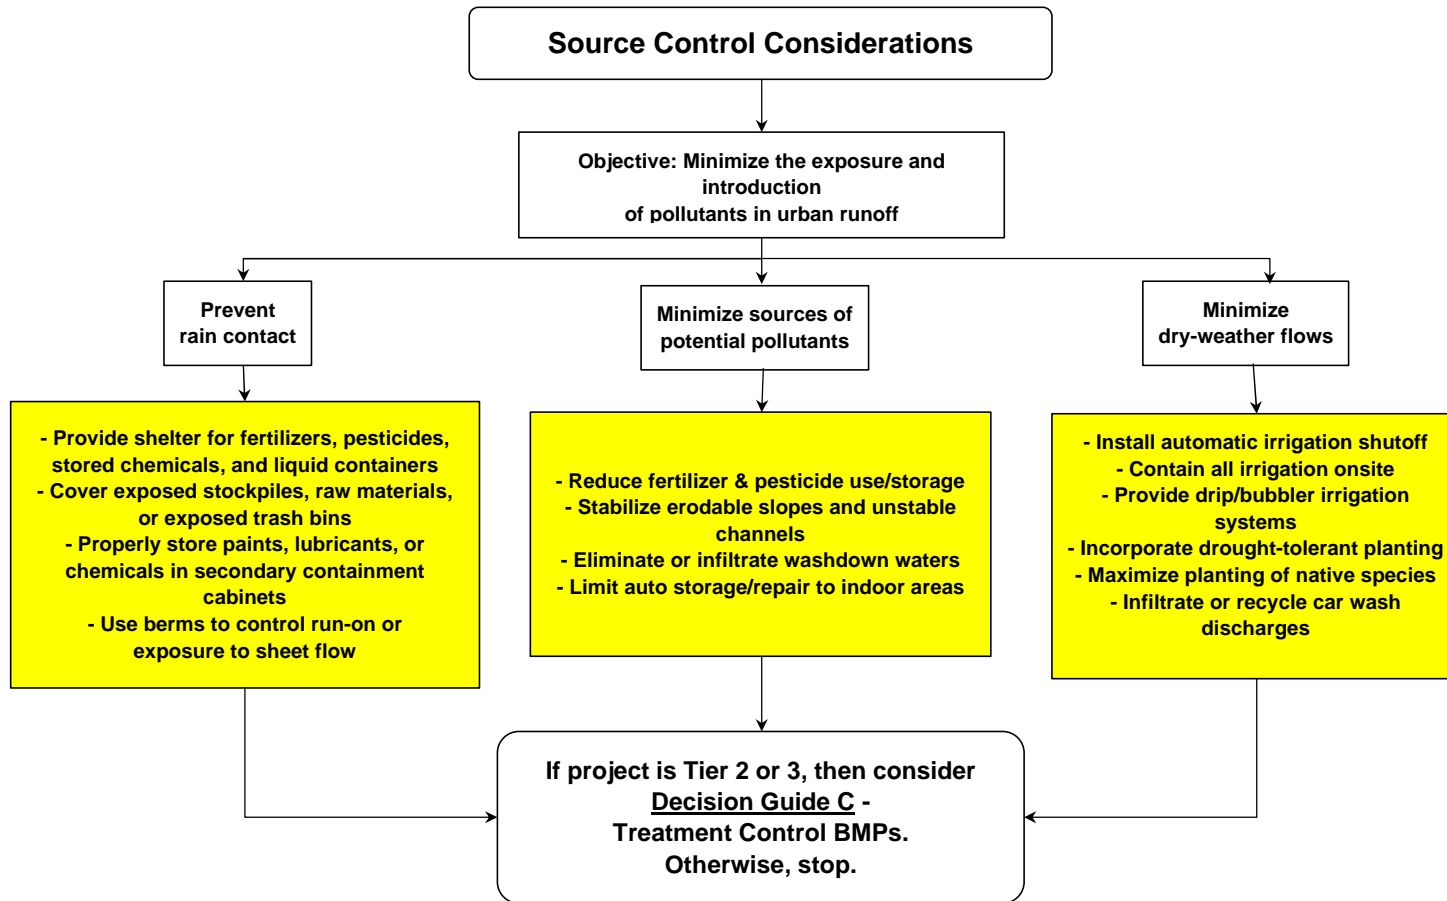 Source Control Considerations
Objective: Minimize the exposure and
introduction
of pollutants in urban runoff
Prevent
rain contact
Minimize sources of
potential pollutants
Minimize
dry-weather flows
- Provide shelter for fertilizers, pesticides,
stored chemicals, and liquid containers
- Cover exposed stockpiles, raw materials,
or exposed trash bins
- Properly store paints, lubricants, or
chemicals in secondary containment
cabinets
- Use berms to control run-on or
exposure to sheet flow
- Reduce fertilizer & pesticide use/storage
- Stabilize erodable slopes and unstable
channels
- Eliminate or infiltrate washdown waters
- Limit auto storage/repair to indoor areas
- Install automatic irrigation shutoff
- Contain all irrigation onsite
- Provide drip/bubbler irrigation
systems
- Incorporate drought-tolerant planting
- Maximize planting of native species
- Infiltrate or recycle car wash
discharges
If project is Tier 2 or 3, then consider
Decision Guide C -
Treatment Control BMPs.
Otherwise, stop.